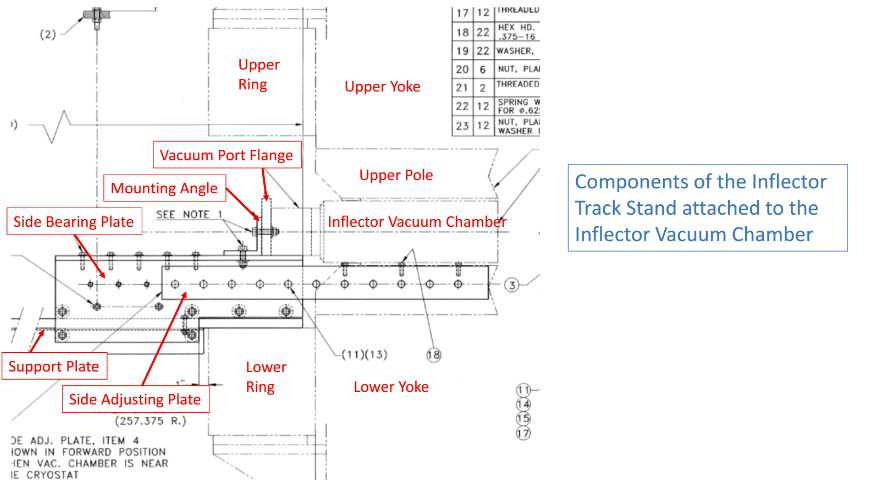 17 12 THREADED
18 22 HEX HD.
.375-16
19 22 WASHER,
20 6 NUT, PLA
21 2 THREADED
22 12 SPRING W
FOR ø.62
23 12 NUT, PLA
WASHER
(2)
Upper
Ring
Upper Yoke
Vacuum Port Flange
Upper Pole
Mounting Angle
SEE NOTE 1
Inflector Vacuum Chamber
Side Bearing Plate
Components of the Inflector
Track Stand attached to the
Inflector Vacuum Chamber
3
(11)(13)
18
Support Plate
Lower
Ring
Lower Yoke
Side Adjusting Plate
(257.375 R.)
11
14
15
17
DE ADJ. PLATE, ITEM 4
HOWN IN FORWARD POSITION
HEN VAC. CHAMBER IS NEAR
E CRYOSTAT